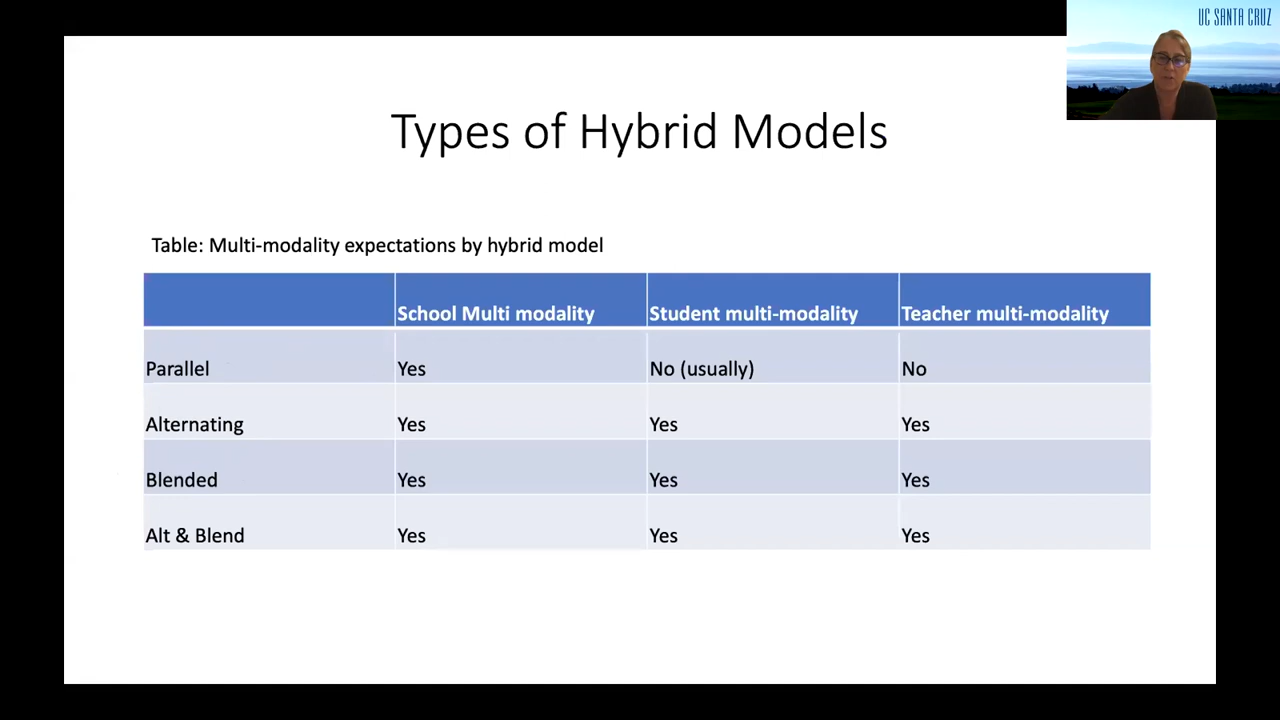 UC SANTA CRUZ
Types of Hybrid Models
Table: Multi-modality expectations by hybrid model
School Multi modality Student multi-modality Teacher multi-modality
Parallel Yes No (usually) No
Alternating Yes Yes Yes
Blended Yes Yes Yes
Alt & Blend Yes Yes Yes